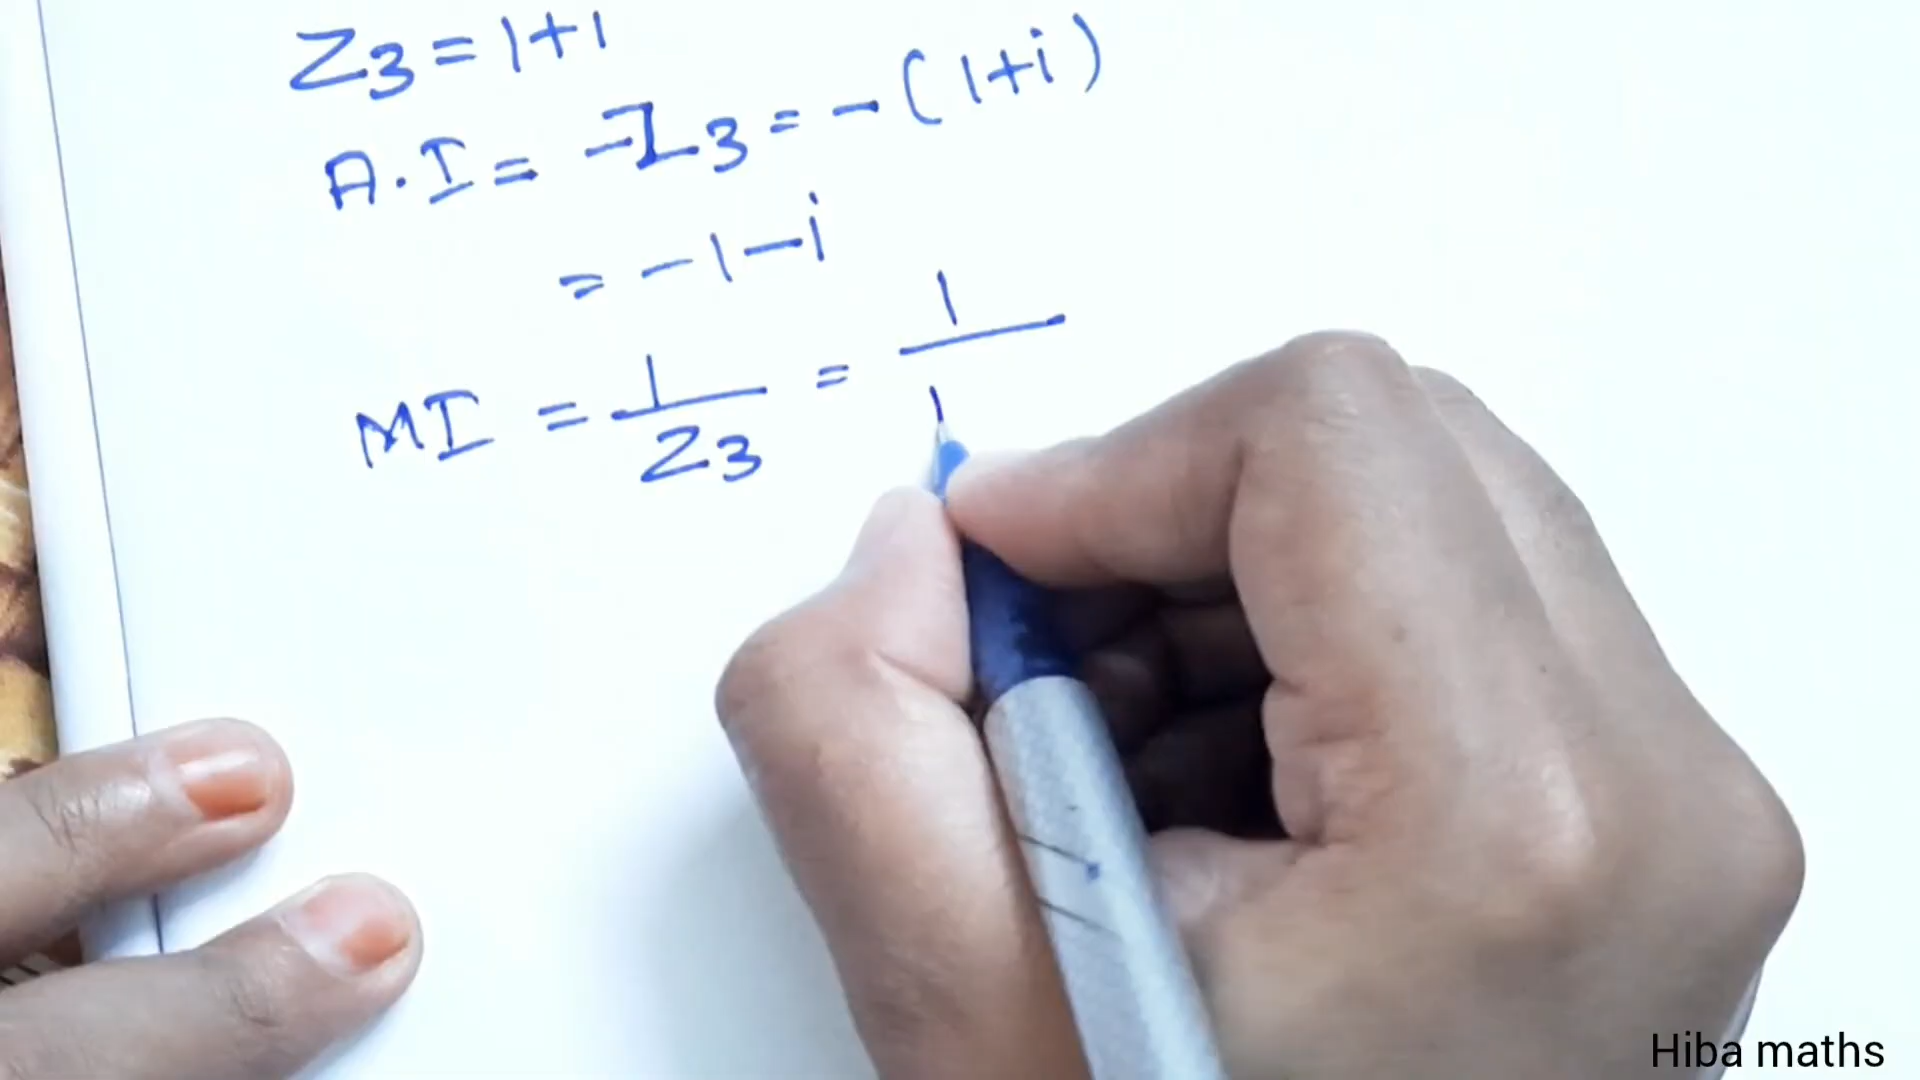 Z3 = 1+i
A.I = -Z3 = -(1+i)
= -1-i
MI = 1/Z3 = 1/1
Hiba maths